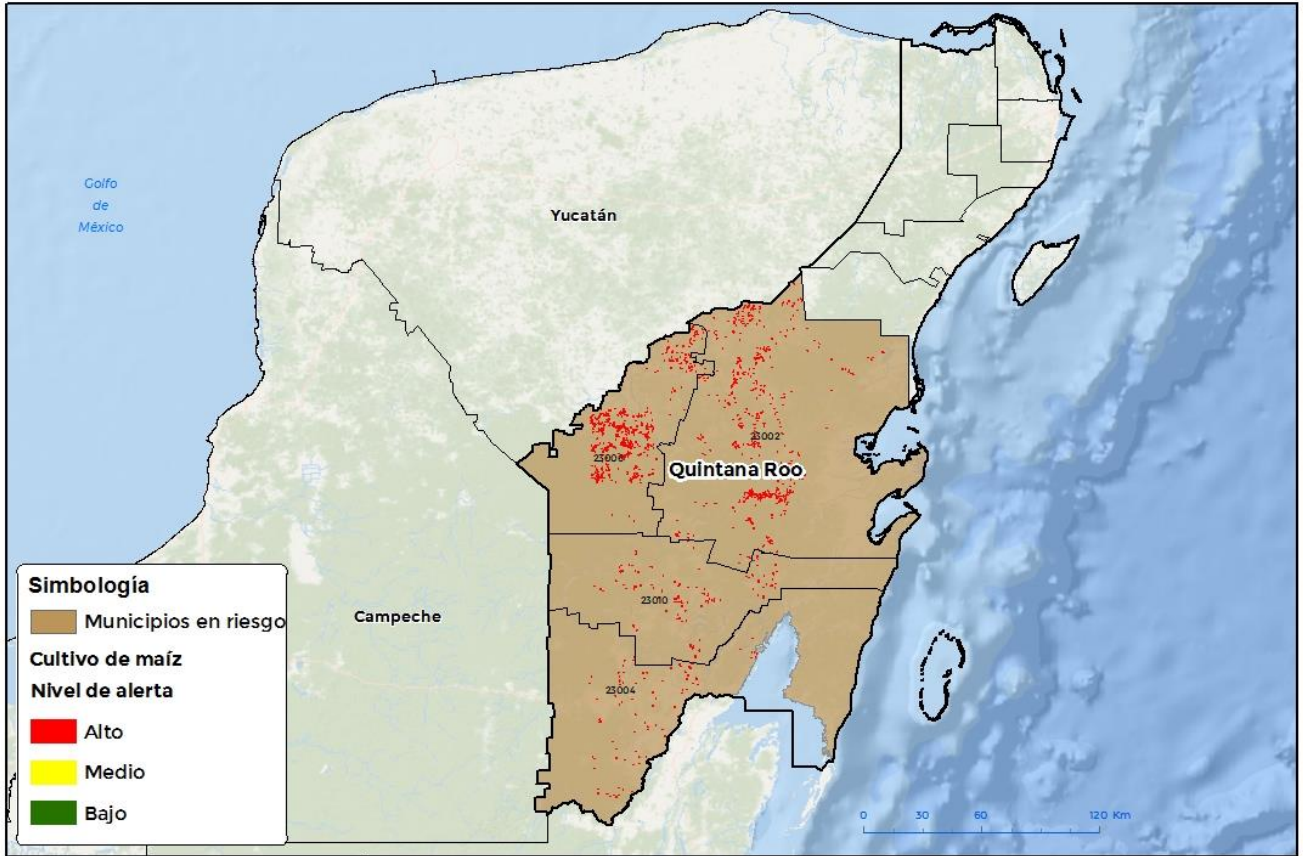 Golfo
de
México
Yucatán
23002
23006
Quintana Roo
23010
Campeche
23004
Simbología
Municipios en riesgo
Cultivo de maíz
Nivel de alerta
Alto
Medio
Bajo
0 30 60 120 Km